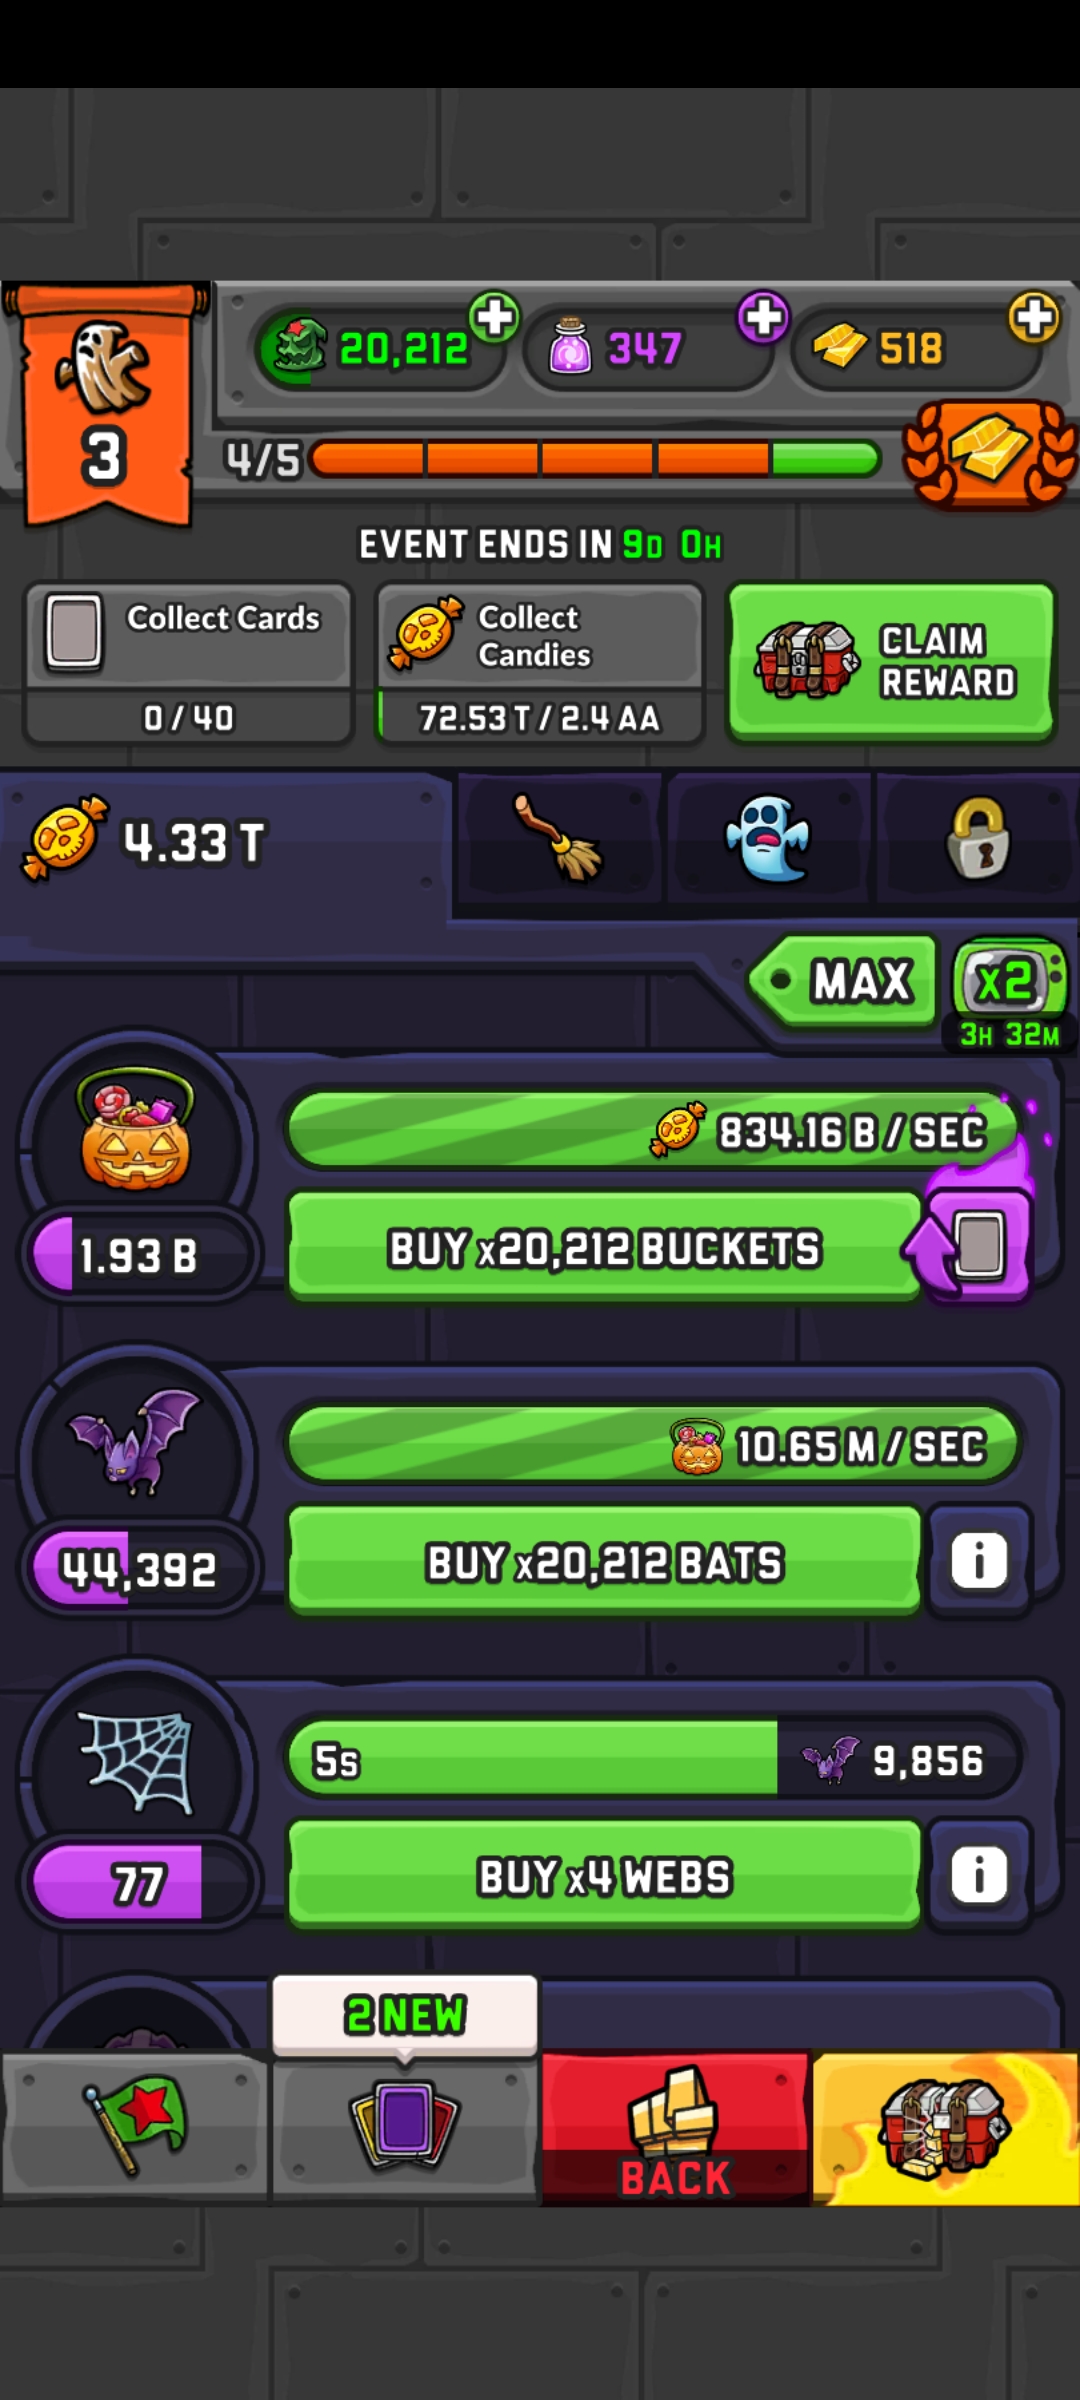 20,212
347
518
3
4/5
EVENT ENDS IN 9D 0H
Collect Cards
0 / 40
Collect
Candies
72.53 T / 2.4 AA
CLAIM
REWARD
4.33 T
MAX
x2
3H 32M
834.16 B / SEC
1.93 B
BUY x20,212 BUCKETS
10.65 M / SEC
44,392
BUY x20,212 BATS
i
5s
9,856
77
BUY x4 WEBS
i
2 NEW
BACK